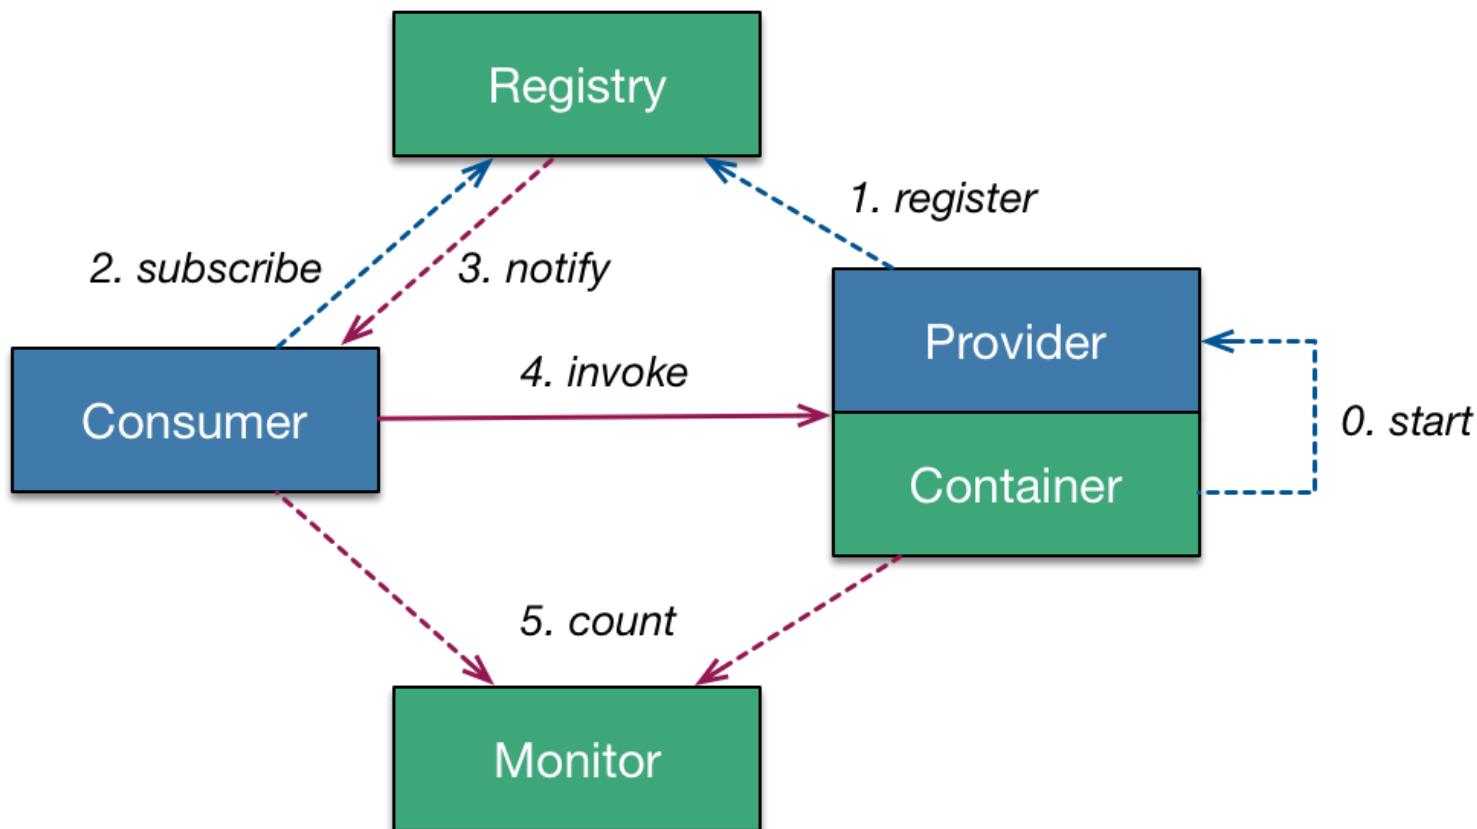 Registry
1. register
2. subscribe
3. notify
Provider
4. invoke
Consumer
0. start
Container
5. count
Monitor